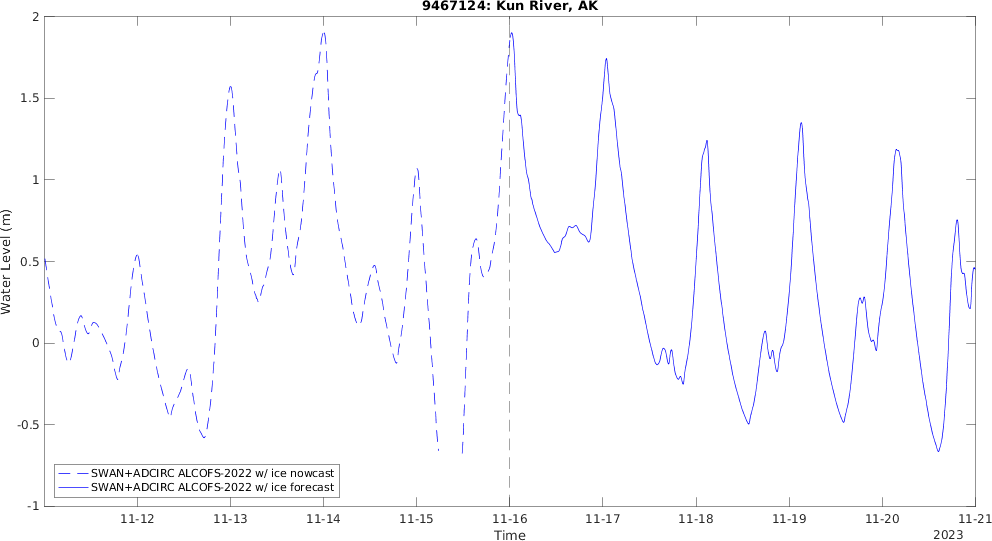 9467124: Kun River, AK
Water Level (m)
2
1.5
1
0.5
0
-0.5
-1
SWAN+ADCIRC ALCOFS-2022 w/ ice nowcast
SWAN+ADCIRC ALCOFS-2022 w/ ice forecast
11-12 11-13 11-14 11-15 11-16 11-17 11-18 11-19 11-20 11-21
Time
2023